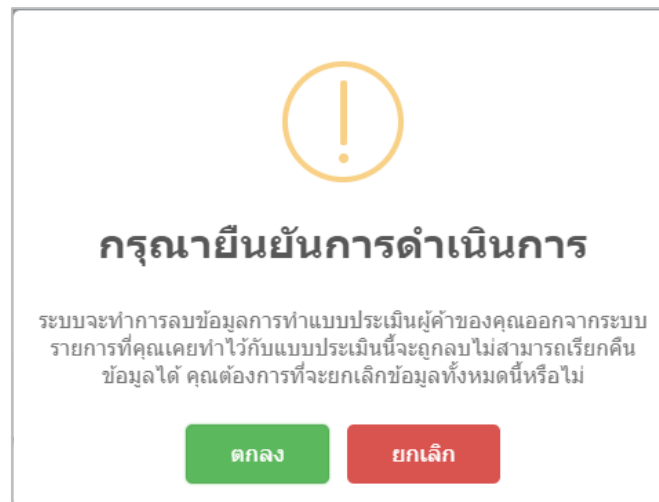 กรุณายืนยันการดำเนินการ
ระบบจะทำการลบข้อมูลการทำแบบประเมินผู้ค้าของคุณออกจากระบบ
รายการที่คุณเคยทำไว้กับแบบประเมินนี้จะถูกลบไม่สามารถเรียกคืน
ข้อมูลได้ คุณต้องการที่จะยกเลิกข้อมูลทั้งหมดนี้หรือไม่
ตกลง ยกเลิก